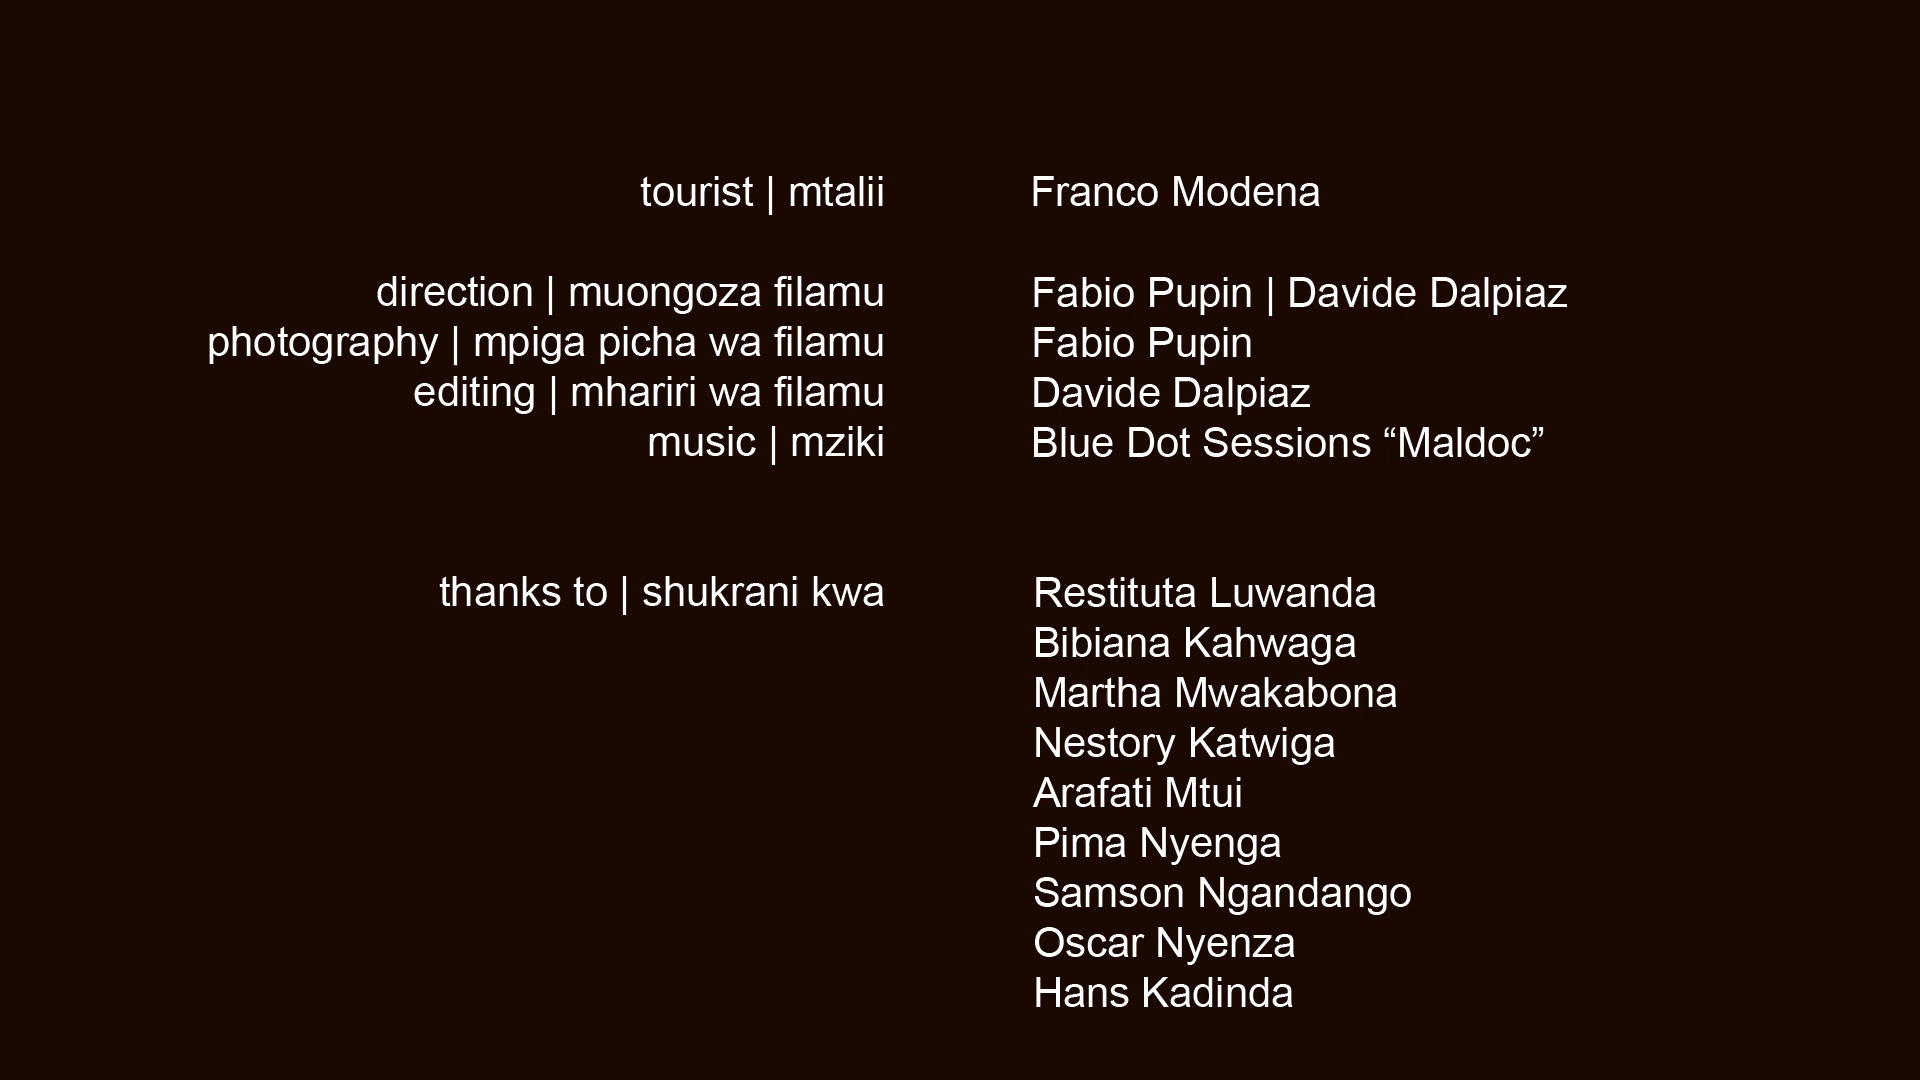 tourist | mtalii Franco Modena
direction | muongoza filamu Fabio Pupin | Davide Dalpiaz
photography | mpiga picha wa filamu Fabio Pupin
editing | mhariri wa filamu Davide Dalpiaz
music | mziki Blue Dot Sessions “Maldoc”
thanks to | shukrani kwa Restituta Luwanda
Bibiana Kahwaga
Martha Mwakabona
Nestory Katwiga
Arafati Mtui
Pima Nyenga
Samson Ngandango
Oscar Nyenza
Hans Kadinda